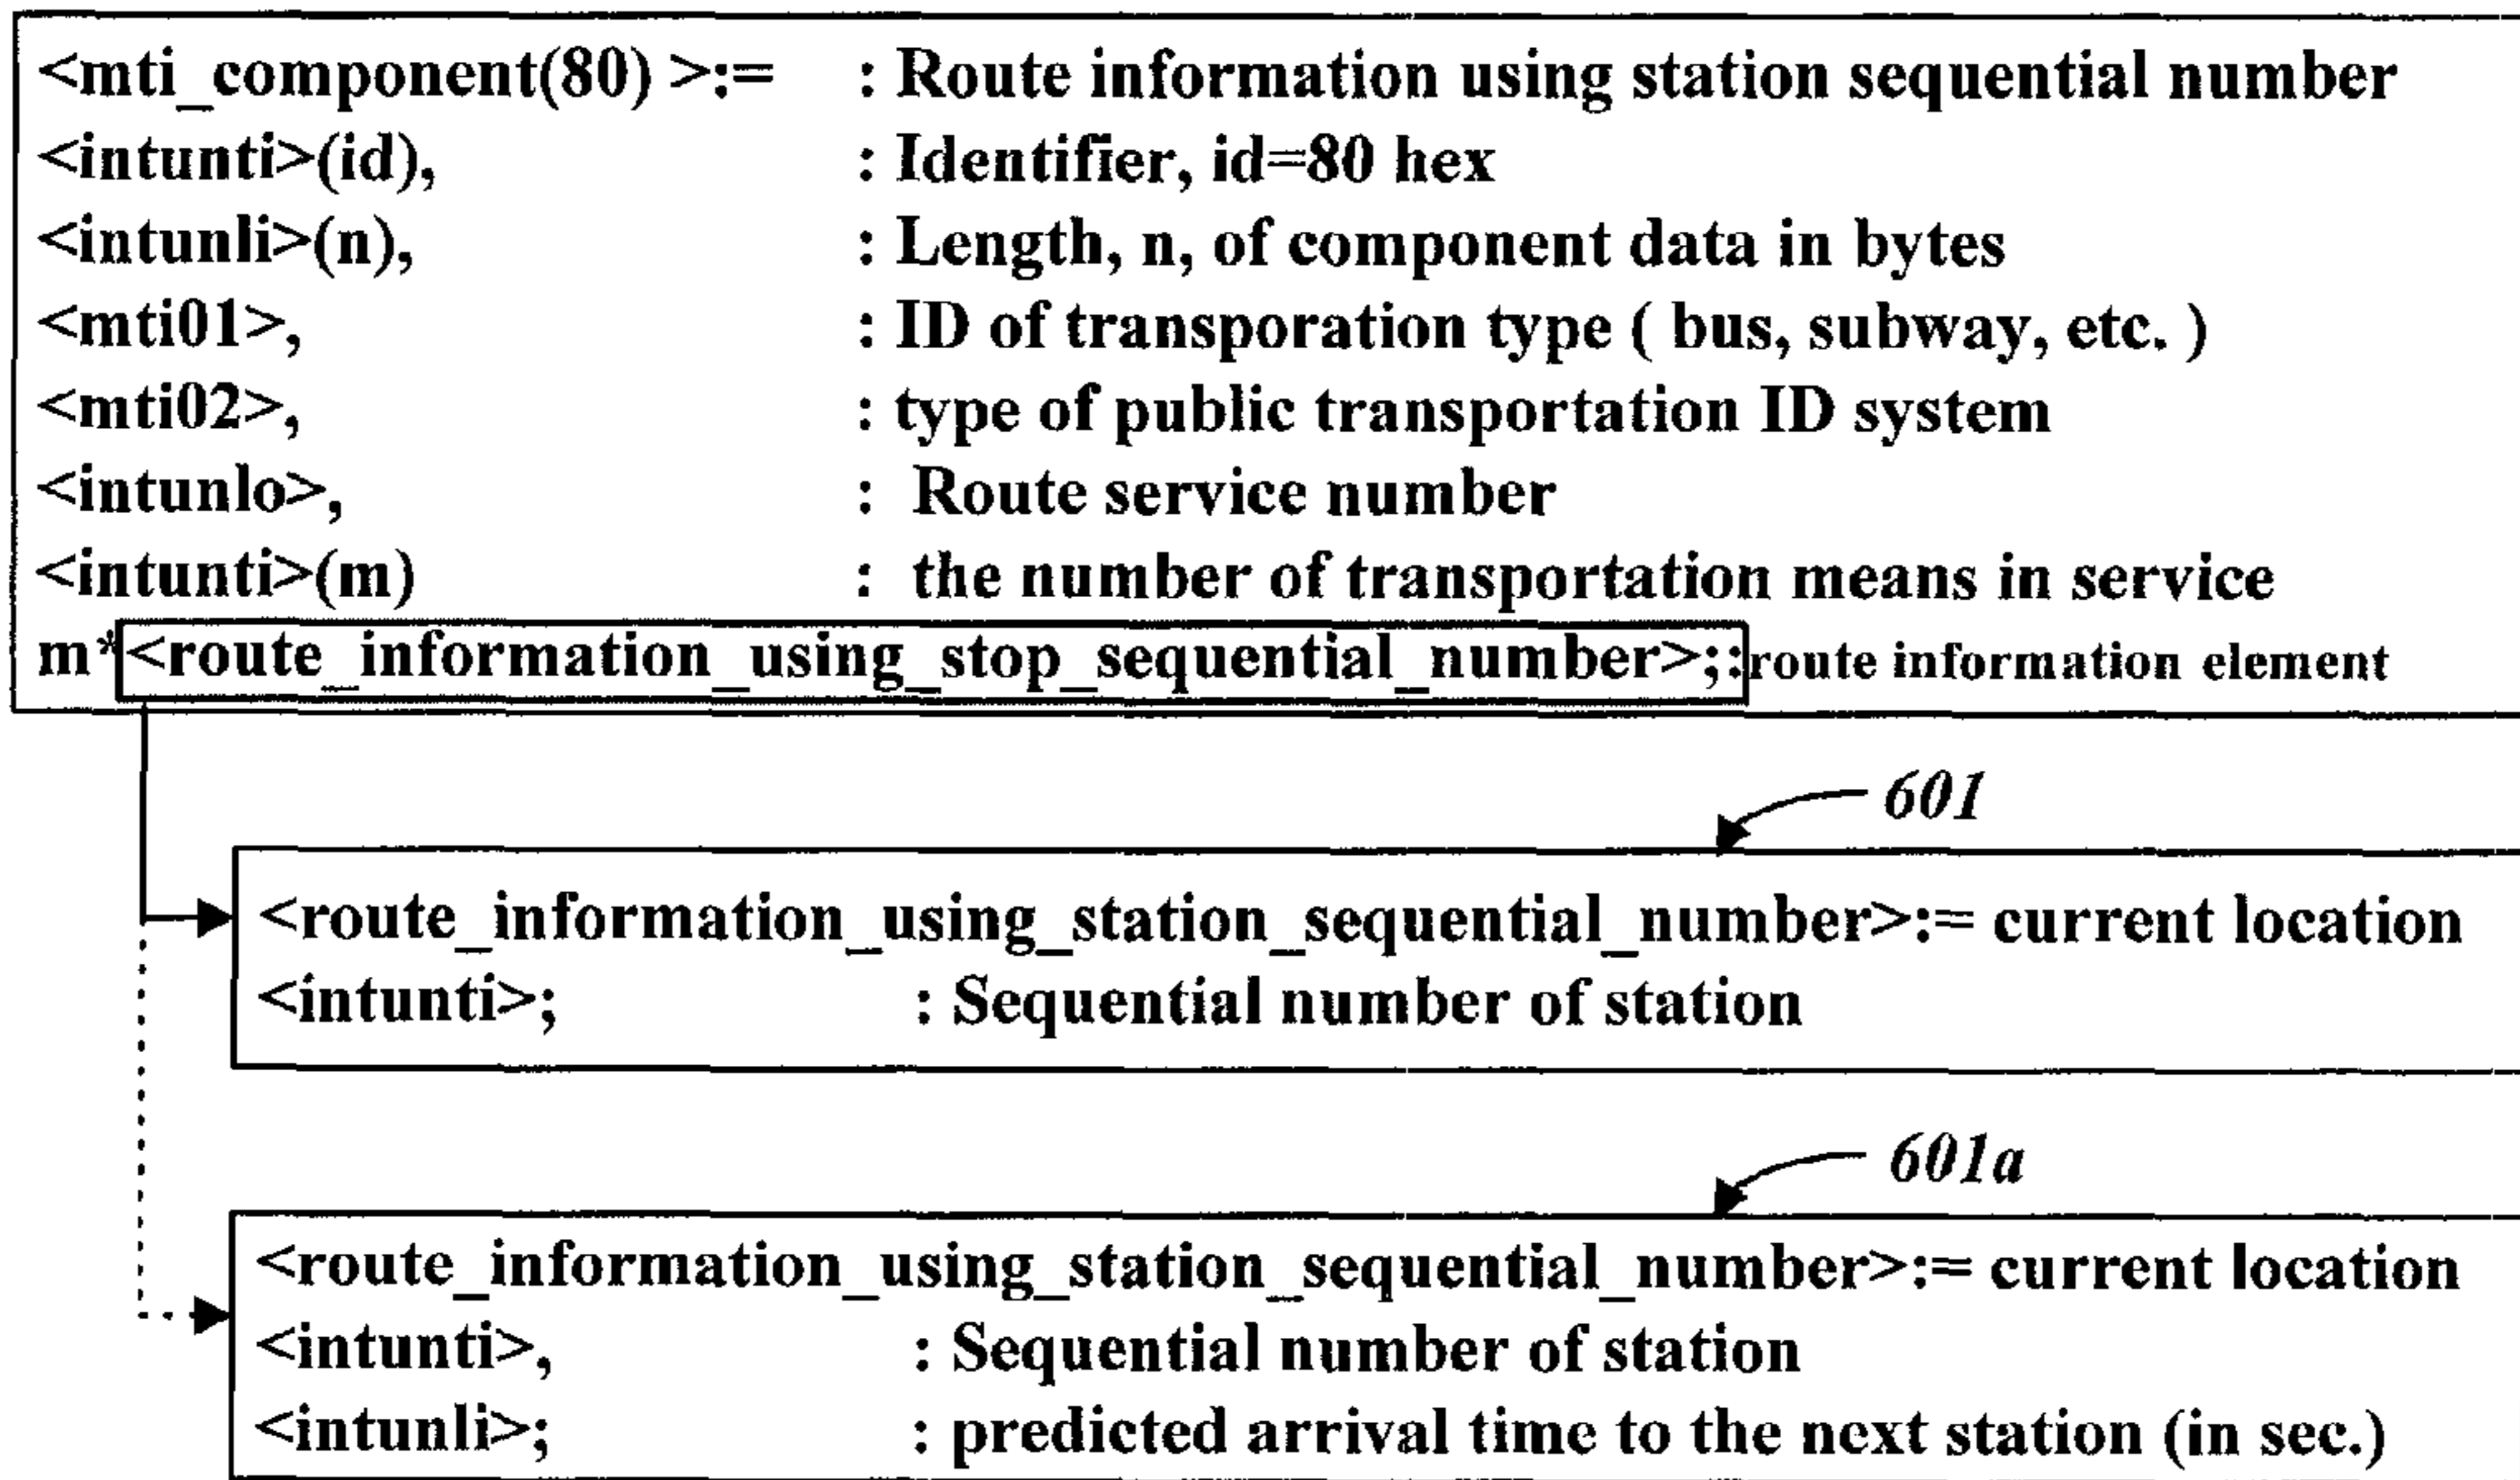 <mti_component(80) >:= : Route information using station sequential number
<intunti>(id), : Identifier, id=80 hex
<intunli>(n), : Length, n, of component data in bytes
<mti01>, : ID of transporation type ( bus, subway, etc. )
<mti02>, : type of public transportation ID system
<intunlo>, : Route service number
<intunti>(m) : the number of transportation means in service
m*<route_information_using_stop_sequential_number>;:route information element
601
<route_information_using_station_sequential_number>:= current location
<intunti>; : Sequential number of station
601a
<route_information_using_station_sequential_number>:= current location
<intunti>, : Sequential number of station
<intunli>; : predicted arrival time to the next station (in sec.)